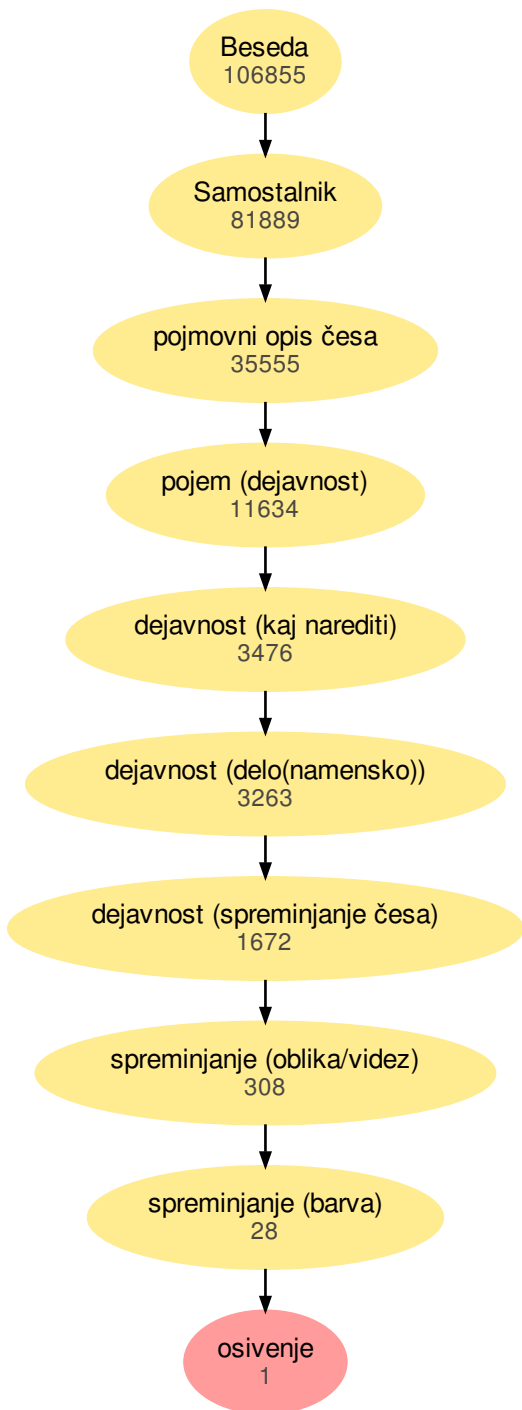 Beseda
106855
Samostalnik
81889
pojmovni opis česa
35555
pojem (dejavnost)
11634
dejavnost (kaj narediti)
3476
dejavnost (delo(namensko))
3263
dejavnost (spreminjanje česa)
1672
spreminjanje (oblika/videz)
308
spreminjanje (barva)
28
osivenje
1